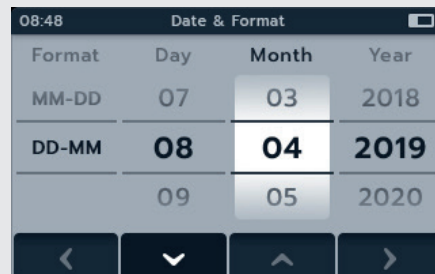 08:48 Date & Format
Format Day Month Year
MM-DD 07 03 2018
DD-MM 08 04 2019
09 05 2020